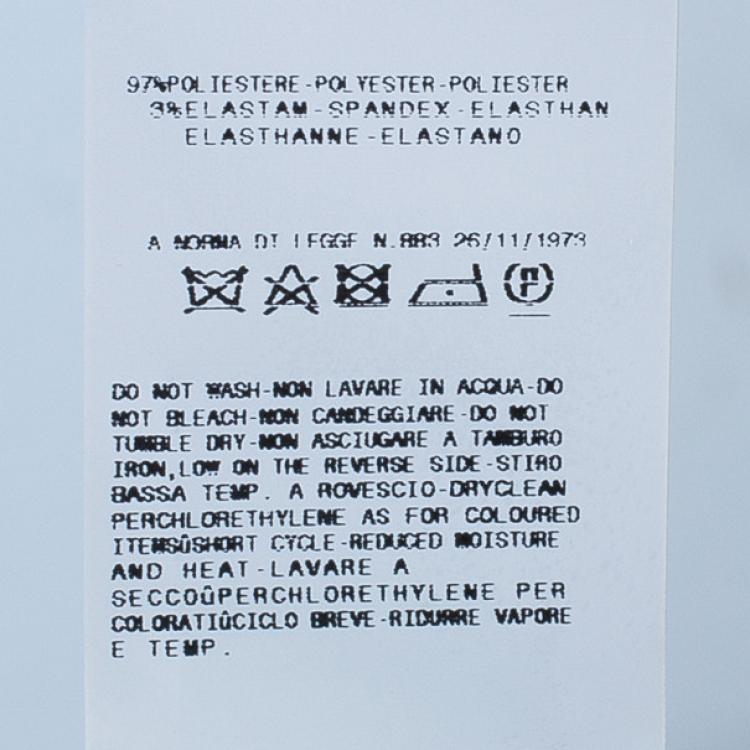 97%POLIESTERE-POLYESTER-POLIESTER
3%ELASTAM-SPANDEX-ELASTHAN
ELASTHANNE-ELASTANO
A NORMA DI LEGGE N.883 26/11/1973
P
DO NOT WASH-NON LAVARE IN ACQUA-DO
NOT BLEACH-NON CANDEGGIARE-DO NOT
TUMBLE DRY-NON ASCIUGARE A TAMBURO
IRON,LOW ON THE REVERSE SIDE-STIRO
BASSA TEMP. A ROVESCIO-DRYCLEAN
PERCHLORETHYLENE AS FOR COLOURED
ITEMSÛSHORT CYCLE-REDUCED MOISTURE
AND HEAT-LAVARE A
SECCOÛPERCHLORETHYLENE PER
COLORATIÛCICLO BREVE-RIDURRE VAPORE
E TEMP.